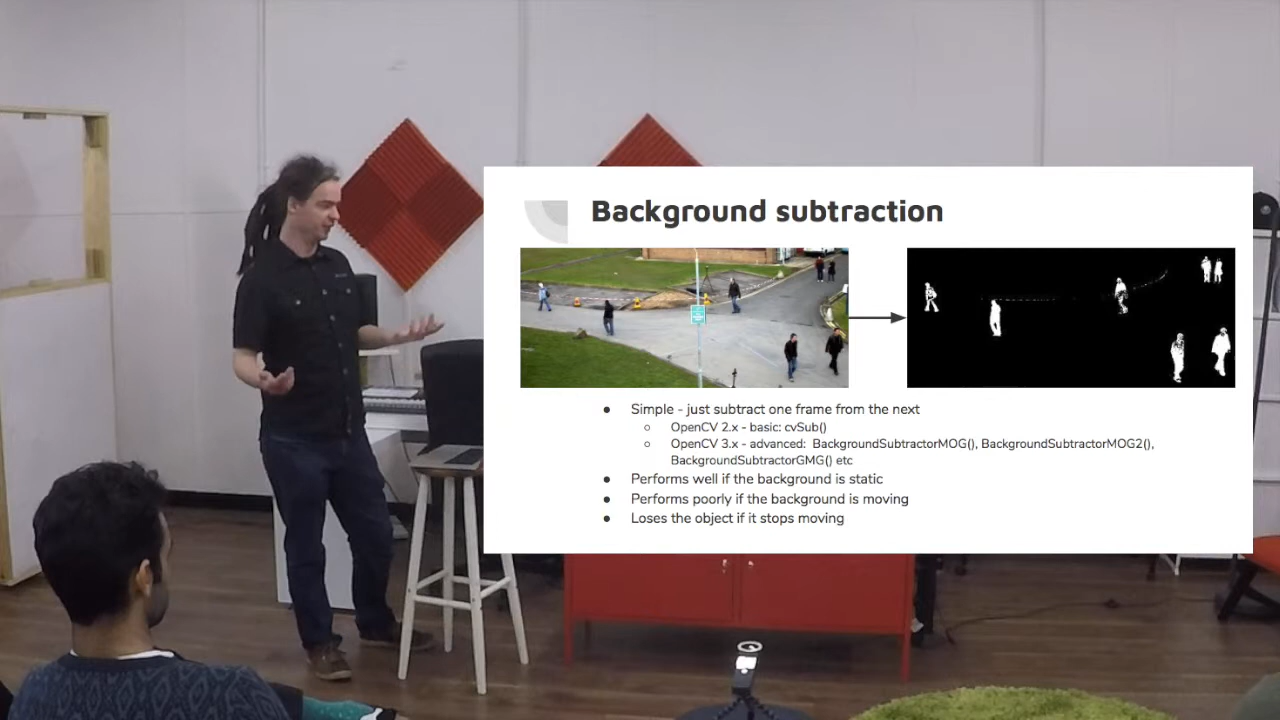 Background subtraction
● Simple - just subtract one frame from the next
○ OpenCV 2.x - basic: cvSub()
○ OpenCV 3.x - advanced: BackgroundSubtractorMOG(), BackgroundSubtractorMOG2(),
BackgroundSubtractorGMG() etc
● Performs well if the background is static
● Performs poorly if the background is moving
● Loses the object if it stops moving